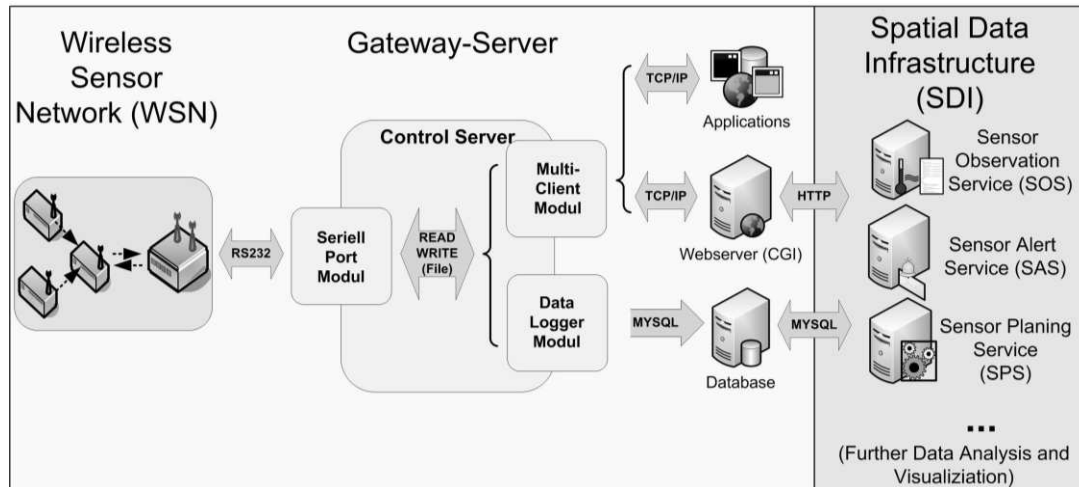 Wireless
Sensor
Network (WSN)
RS232
Gateway-Server
Control Server
Seriell
Port
Modul
READ
WRITE
(File)
Multi-
Client
Modul
Data
Logger
Modul
TCP/IP
Applications
TCP/IP
Webserver (CGI)
HTTP
MYSQL
Database
MYSQL
Spatial Data
Infrastructure
(SDI)
Sensor
Observation
Service (SOS)
Sensor Alert
Service (SAS)
Sensor Planing
Service
(SPS)
...
(Further Data Analysis and
Visualiziation)